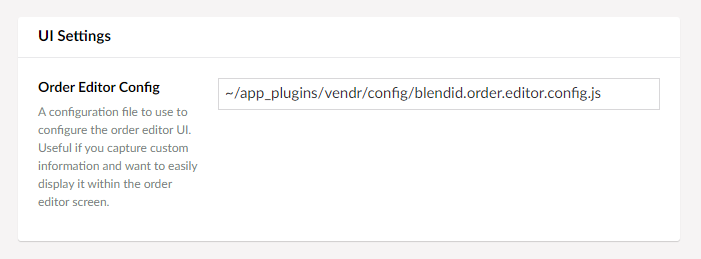 UI Settings
Order Editor Config
~/app_plugins/vendr/config/blendid.order.editor.config.js
A configuration file to use to
configure the order editor UI.
Useful if you capture custom
information and want to easily
display it within the order
editor screen.